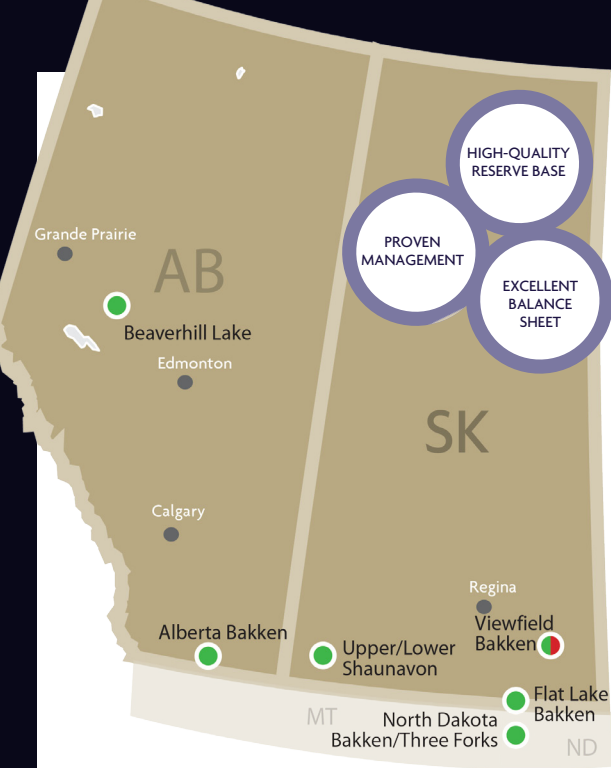 HIGH-QUALITY
RESERVE BASE
PROVEN
MANAGEMENT
EXCELLENT
BALANCE
SHEET
Grande Prairie
AB
Beaverhill Lake
Edmonton
SK
Calgary
Regina
Viewfield
Bakken
Alberta Bakken
Upper/Lower
Shaunavon
Flat Lake
Bakken
MT
North Dakota
Bakken/Three Forks
ND